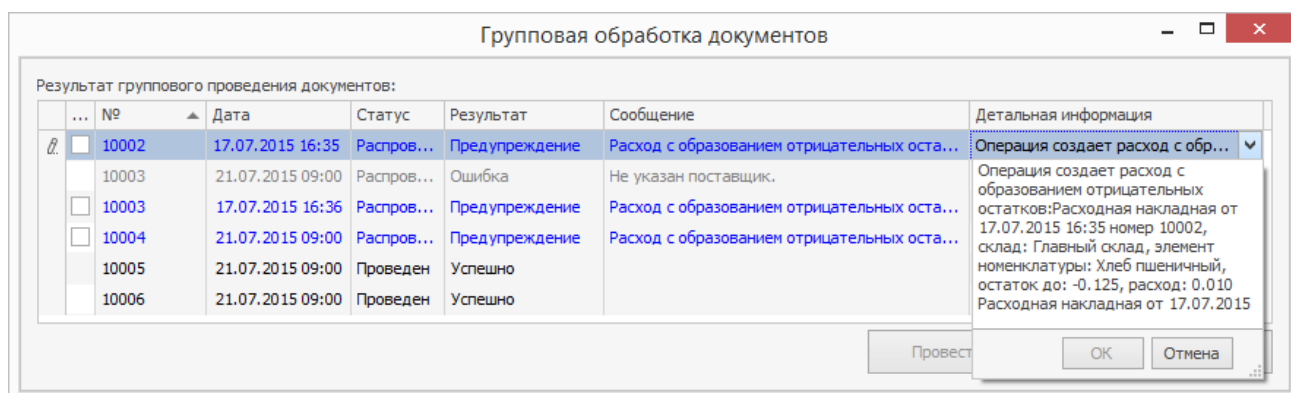 Групповая обработка документов
Результат группового проведения документов:
... № Дата Статус Результат Сообщение Детальная информация
10002 17.07.2015 16:35 Распров... Предупреждение Расход с образованием отрицательных оста... Операция создает расход с обр...
10003 21.07.2015 09:00 Распров... Ошибка Не указан поставщик.
10003 17.07.2015 16:36 Распров... Предупреждение Расход с образованием отрицательных оста...
10004 21.07.2015 09:00 Распров... Предупреждение Расход с образованием отрицательных оста...
10005 21.07.2015 09:00 Проведен Успешно
10006 21.07.2015 09:00 Проведен Успешно
Операция создает расход с
образованием отрицательных
остатков:Расходная накладная от
17.07.2015 16:35 номер 10002,
склад: Главный склад, элемент
номенклатуры: Хлеб пшеничный,
остаток до: -0.125, расход: 0.010
Расходная накладная от 17.07.2015
Провест
OK Отмена